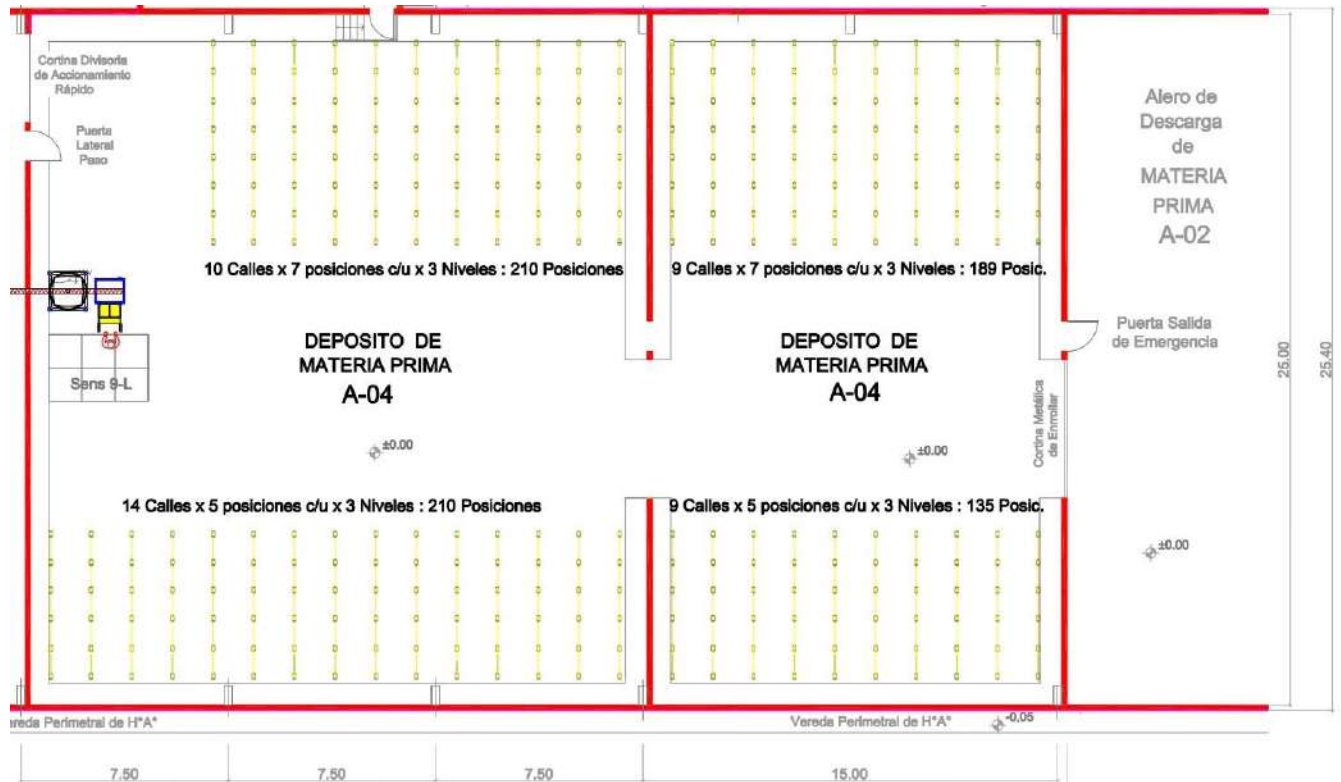 Cortina Divisoria
de Accionamiento
Rápido
Puerta
Lateral
Paso
Alero de
Descarga
de
MATERIA
PRIMA
A-02
10 Calles x 7 posiciones c/u x 3 Niveles : 210 Posiciones
9 Calles x 7 posiciones c/u x 3 Niveles : 189 Posic.
DEPOSITO DE
MATERIA PRIMA
A-04
DEPOSITO DE
MATERIA PRIMA
A-04
Puerta Salida
de Emergencia
Sens 9-L
Cortina Metálica
de Enrrollar
25.00
25.40
±0.00
±0.00
14 Calles x 5 posiciones c/u x 3 Niveles : 210 Posiciones
9 Calles x 5 posiciones c/u x 3 Niveles : 135 Posic.
±0.00
ereda Perimetral de H°A°
Vereda Perimetral de H°A°
-0,05
7.50
7.50
7.50
15.00